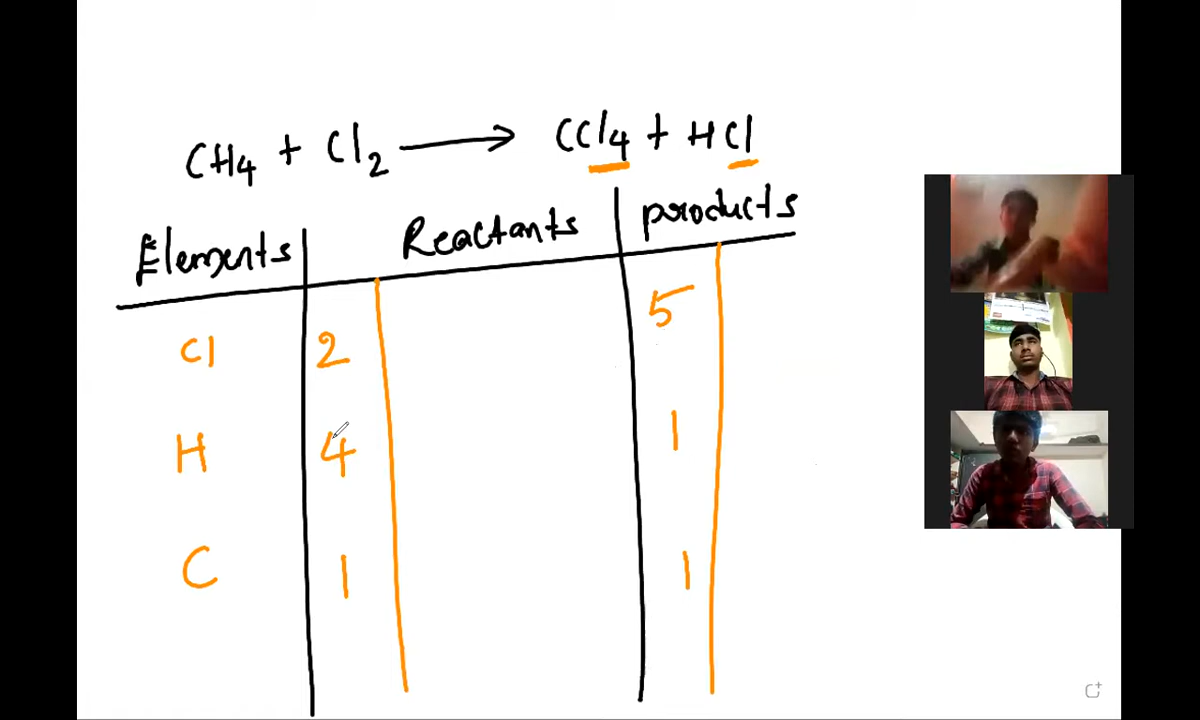 CH4 + Cl2 ⟶ CCl4 + HCl
Elements Reactants products
Cl 2 5
H 4 1
C 1 1